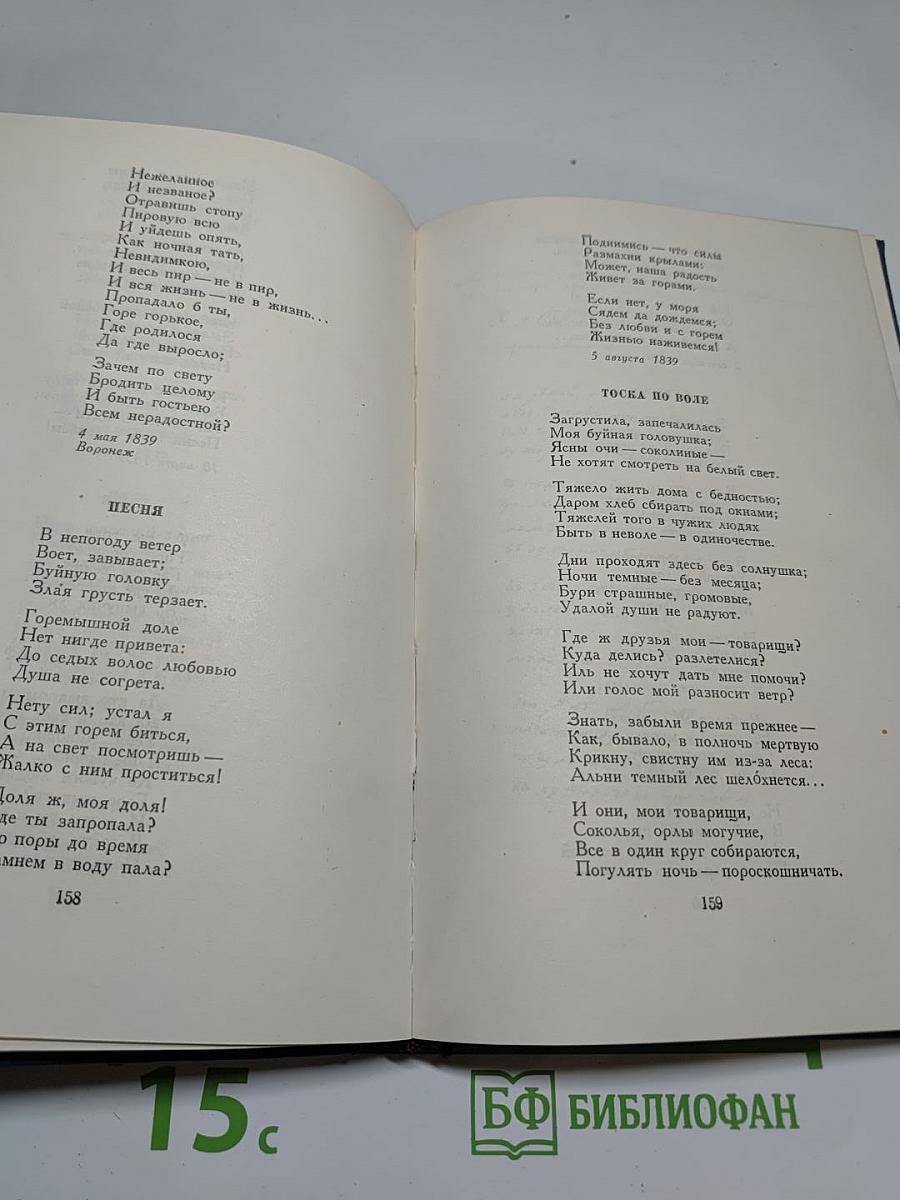 Нежеланное
И незваное?
Отравишь стопу
Пировую всю
И уйдешь опять,
Как ночная тать,
Невидимкою,
И весь пир — не в пир,
И вся жизнь — не в жизнь...
Пропадало б ты,
Горе горькое,
Где родилося
Да где выросло;
Зачем по свету
Бродить целому
И быть гостьею
Всем нерадостной?
4 мая 1839
Воронеж
ПЕСНЯ
В непогоду ветер
Воет, завывает;
Буйную головку
Злая грусть терзает.
Горемышной доле
Нет нигде привета:
До седых волос любовью
Душа не согрета.
Нету сил; устал я
С этим горем биться,
А на свет посмотришь —
Жалко с ним проститься!
Доля ж, моя доля!
де ты запропала?
о поры до время
амнем в воду пала?
158
Поднимись — что силы
Размахни крылами:
Может, наша радость
Живет за горами.
Если нет, у моря
Сядем да дождемся;
Без любви и с горем
Жизнью наживемся!
5 августа 1839
ТОСКА ПО ВОЛЕ
Загрустила, запечалилась
Моя буйная головушка;
Ясны очи — соколиные —
Не хотят смотреть на белый свет.
Тяжело жить дома с бедностью;
Даром хлеб сбирать под окнами;
Тяжелей того в чужих людях
Быть в неволе — в одиночестве.
Дни проходят здесь без солнушка;
Ночи темные — без месяца;
Бури страшные, громовые,
Удалой души не радуют.
Где ж друзья мои — товарищи?
Куда делись? разлетелися?
Иль не хотят дать мне помочи?
Или голос мой разносит ветр?
Знать, забыли время прежнее —
Как, бывало, в полночь мертвую
Крикну, свистну им из-за леса:
Альни темный лес шело́хнется...
И они, мои товарищи,
Соколья, орлы могучие,
Все в один круг собираются,
Погулять ночь — пороскошничать.
159
15 с
БФ БИБЛИОФАН